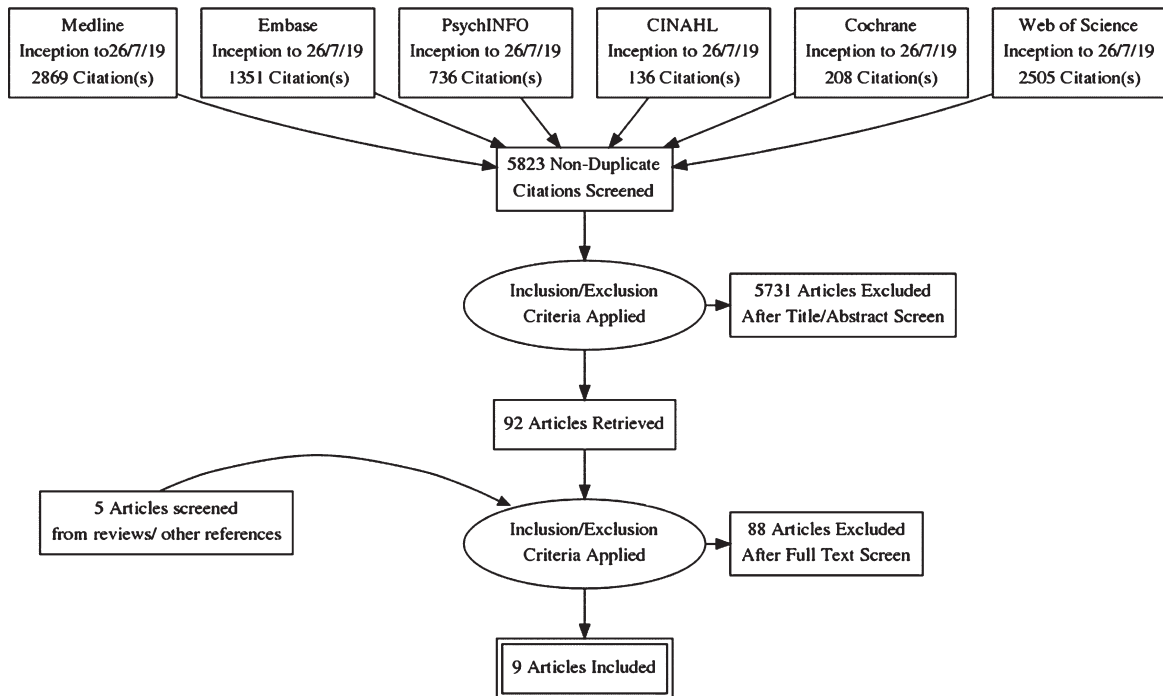 Medline
Inception to26/7/19
2869 Citation(s)
Embase
Inception to 26/7/19
1351 Citation(s)
PsychINFO
Inception to 26/7/19
736 Citation(s)
CINAHL
Inception to 26/7/19
136 Citation(s)
Cochrane
Inception to 26/7/19
208 Citation(s)
Web of Science
Inception to 26/7/19
2505 Citation(s)
5823 Non-Duplicate
Citations Screened
Inclusion/Exclusion
Criteria Applied
5731 Articles Excluded
After Title/Abstract Screen
92 Articles Retrieved
5 Articles screened
from reviews/ other references
Inclusion/Exclusion
Criteria Applied
88 Articles Excluded
After Full Text Screen
9 Articles Included